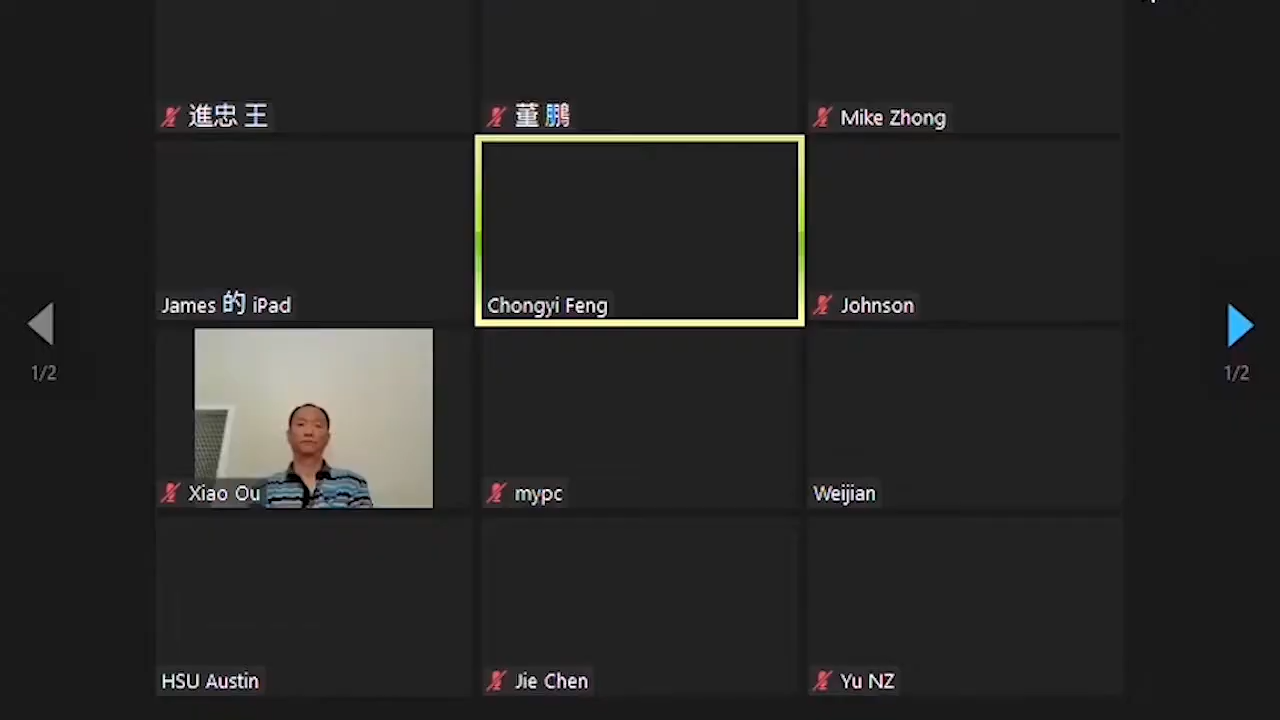 進忠 王
董 鵬
Mike Zhong
James 的 iPad
Chongyi Feng
Johnson
1/2
1/2
Xiao Ou
mypc
Weijian
HSU Austin
Jie Chen
Yu NZ